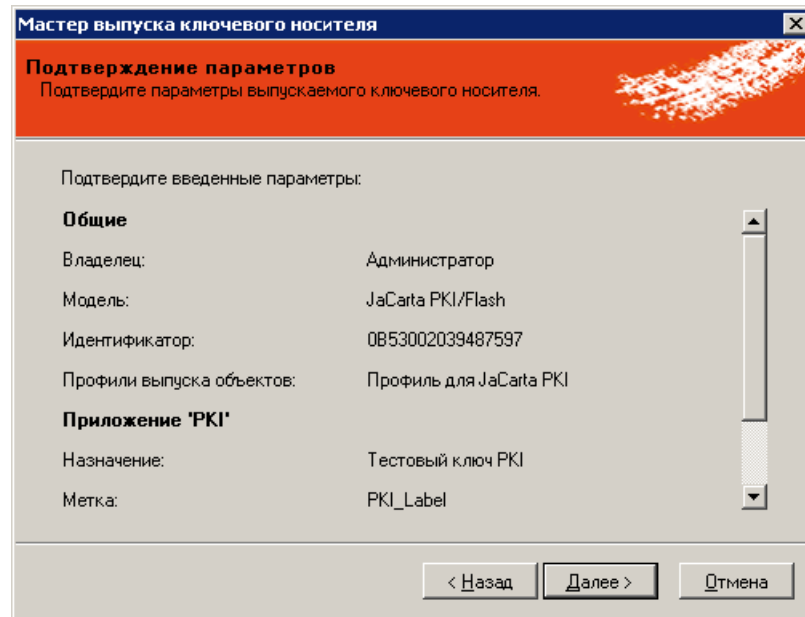 Мастер выпуска ключевого носителя
Подтверждение параметров
Подтвердите параметры выпускаемого ключевого носителя.
Подтвердите введенные параметры:
Общие
Владелец: Администратор
Модель: JaCarta PKI/Flash
Идентификатор: 0B53002039487597
Профили выпуска объектов: Профиль для JaCarta PKI
Приложение 'PKI'
Назначение: Тестовый ключ PKI
Метка: PKI_Label
< Назад Далее > Отмена